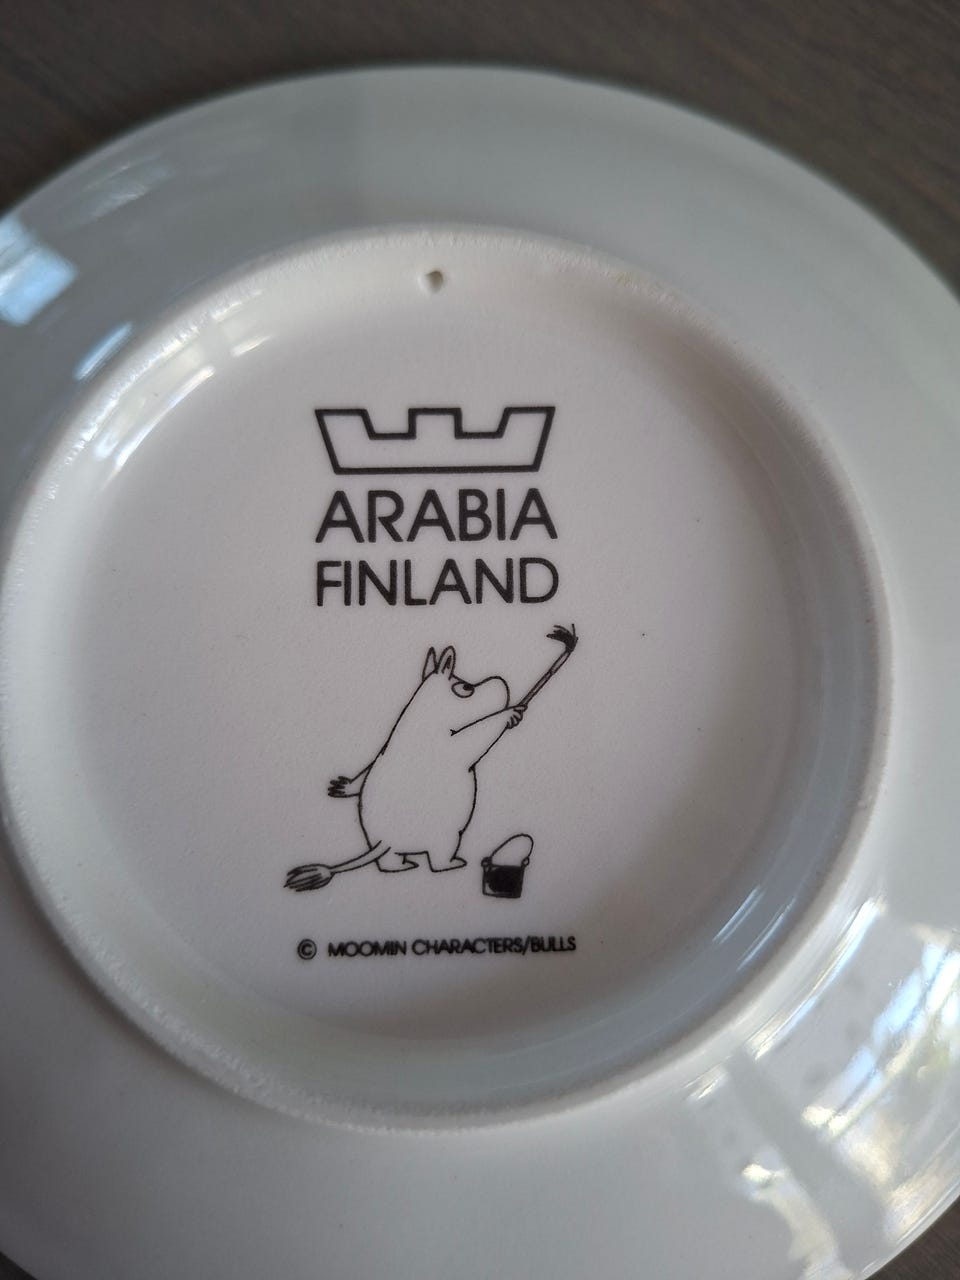 ARABIA
FINLAND
© MOOMIN CHARACTERS/BULLS